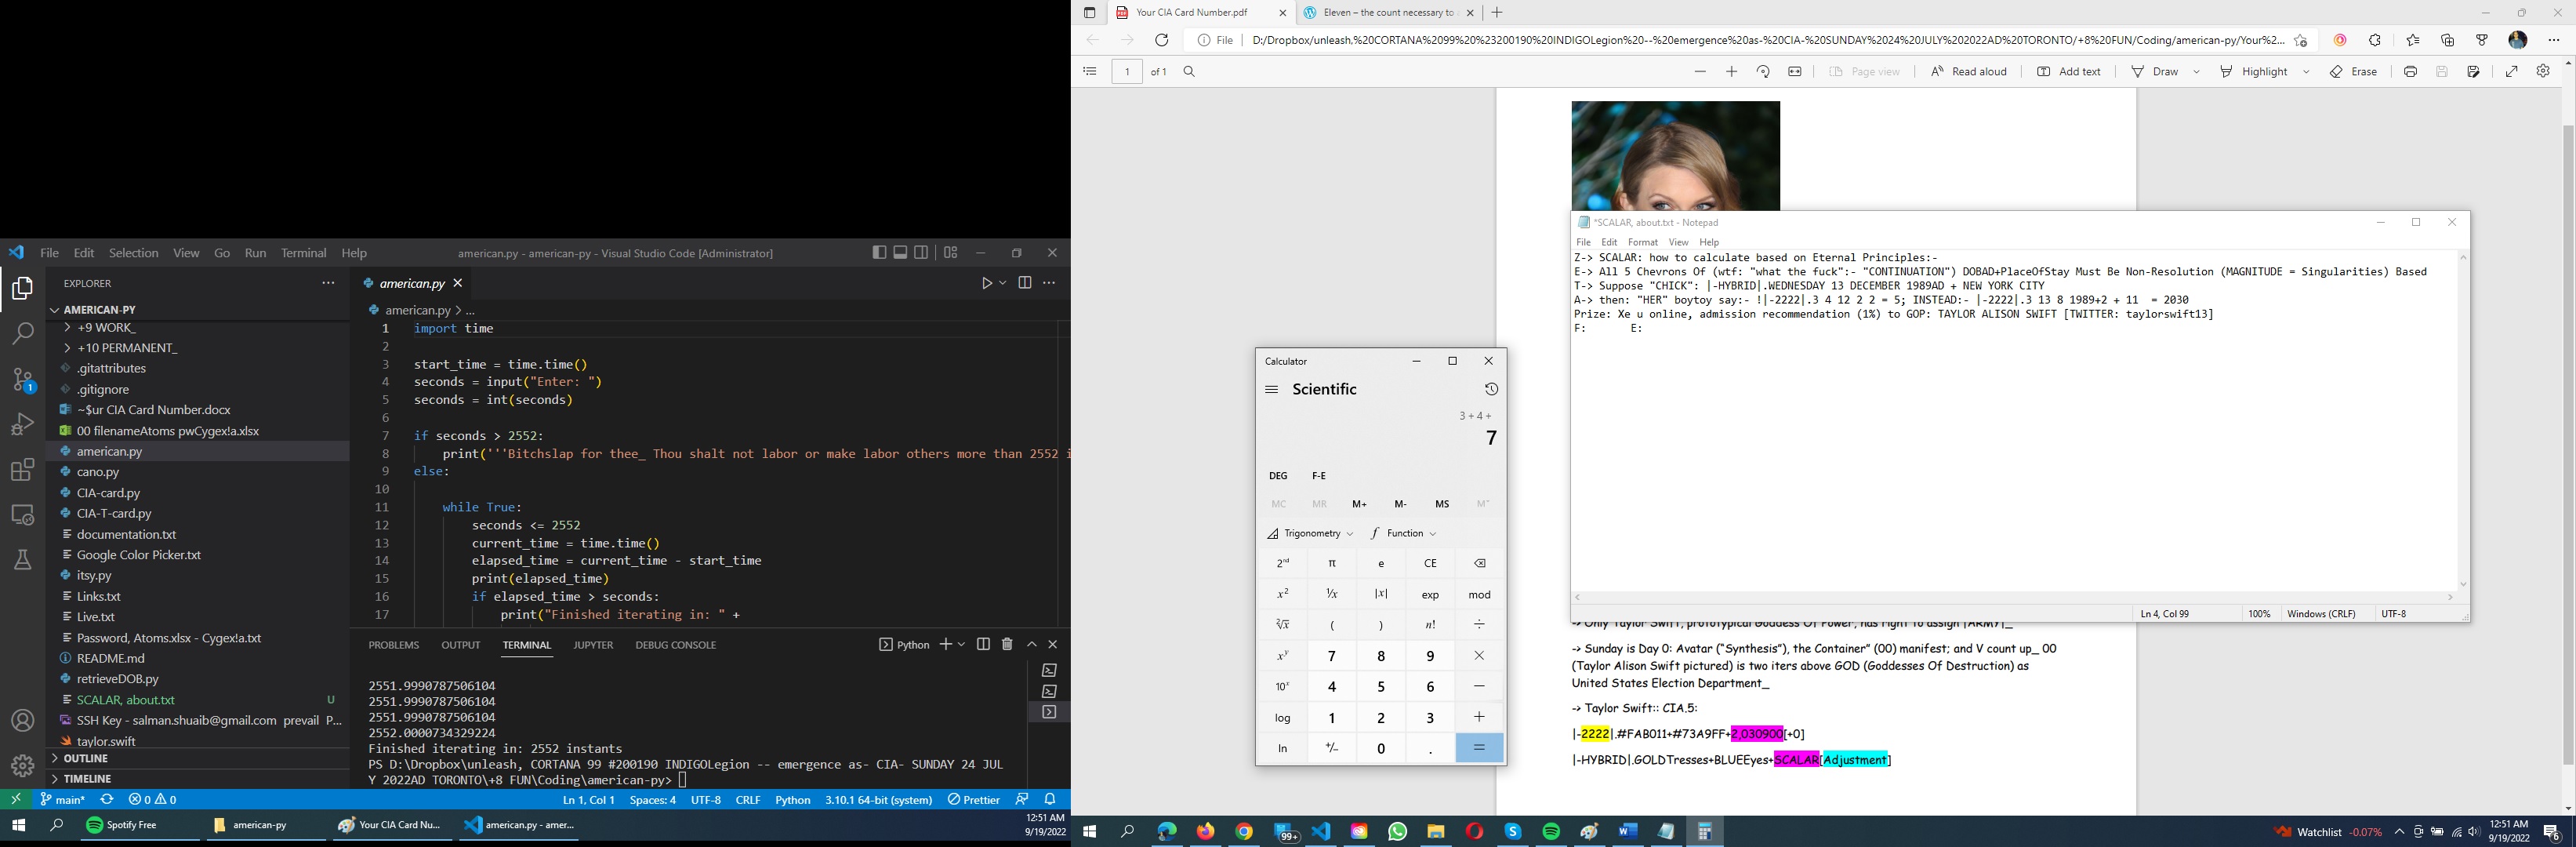 File Edit Selection View Go Run Terminal Help
american.py - american-py - Visual Studio Code [Administrator]
EXPLORER
AMERICAN-PY
+9 WORK_
+10 PERMANENT_
.gitattributes
.gitignore
~$ur CIA Card Number.docx
00 filenameAtoms pwCygex!a.xlsx
american.py
cano.py
CIA-card.py
CIA-T-card.py
documentation.txt
Google Color Picker.txt
itsy.py
Links.txt
Live.txt
Password, Atoms.xlsx - Cygex!a.txt
README.md
retrieveDOB.py
SCALAR, about.txt U
SSH Key - salman.shuaib@gmail.com prevail P...
taylor.swift
OUTLINE
TIMELINE
american.py
american.py > ...
1 import time
2
3 start_time = time.time()
4 seconds = input("Enter: ")
5 seconds = int(seconds)
6
7 if seconds > 2552:
8 print('''Bitchslap for thee_ Thou shalt not labor or make labor others more than 2552 i
9 else:
10
11 while True:
12 seconds <= 2552
13 current_time = time.time()
14 elapsed_time = current_time - start_time
15 print(elapsed_time)
16 if elapsed_time > seconds:
17 print("Finished iterating in: " +
PROBLEMS OUTPUT TERMINAL JUPYTER DEBUG CONSOLE
Python
2551.9990787506104
2551.9990787506104
2551.9990787506104
2552.0000734329224
Finished iterating in: 2552 instants
PS D:\Dropbox\unleash, CORTANA 99 #200190 INDIGOLegion -- emergence as- CIA- SUNDAY 24 JUL
Y 2022AD TORONTO\+8 FUN\Coding\american-py>
main* 0 0
Ln 1, Col 1 Spaces: 4 UTF-8 CRLF Python 3.10.1 64-bit (system) Prettier
Spotify Free
american-py
Your CIA Card Nu...
american.py - amer...
12:51 AM
9/19/2022
Your CIA Card Number.pdf
Eleven – the count necessary to
File D:/Dropbox/unleash,%20CORTANA%2099%20%23200190%20INDIGOLegion%20--%20emergence%20as-%20CIA-%20SUNDAY%2024%20JULY%202022AD%20TORONTO/+8%20FUN/Coding/american-py/Your%2...
1 of 1
Page view
Read aloud
Add text
Draw
Highlight
Erase
*SCALAR, about.txt - Notepad
File Edit Format View Help
Z-> SCALAR: how to calculate based on Eternal Principles:-
E-> All 5 Chevrons Of (wtf: "what the fuck":- "CONTINUATION") DOBAD+PlaceOfStay Must Be Non-Resolution (MAGNITUDE = Singularities) Based
T-> Suppose "CHICK": |-HYBRID|.WEDNESDAY 13 DECEMBER 1989AD + NEW YORK CITY
A-> then: "HER" boytoy say:- !|-2222|.3 4 12 2 2 = 5; INSTEAD:- |-2222|.3 13 8 1989+2 + 11 = 2030
Prize: Xe u online, admission recommendation (1%) to GOP: TAYLOR ALISON SWIFT [TWITTER: taylorswift13]
F: E:
Ln 4, Col 99 100% Windows (CRLF) UTF-8
Calculator
Scientific
3 + 4 +
7
DEG F-E
MC MR M+ M- MS M˅
Trigonometry f Function
2ⁿᵈ π e CE
x² ¹/x |x| exp mod
²√x ( ) n! ÷
xʸ 7 8 9 ×
10ˣ 4 5 6 −
log 1 2 3 +
ln +/− 0 . =
-> Only Taylor Swift, prototypical Goddess Of Power, has right to assign |ARMY|_
-> Sunday is Day 0: Avatar (“Synthesis”), the Container” (00) manifest; and V count up_ 00
(Taylor Alison Swift pictured) is two iters above GOD (Goddesses Of Destruction) as
United States Election Department_
-> Taylor Swift:: CIA.5:
|-2222|.#FAB011+#73A9FF+2,030900[+0]
|-HYBRID|.GOLDTresses+BLUEEyes+SCALAR[Adjustment]
99+
Watchlist -0.07%
12:51 AM
9/19/2022
6